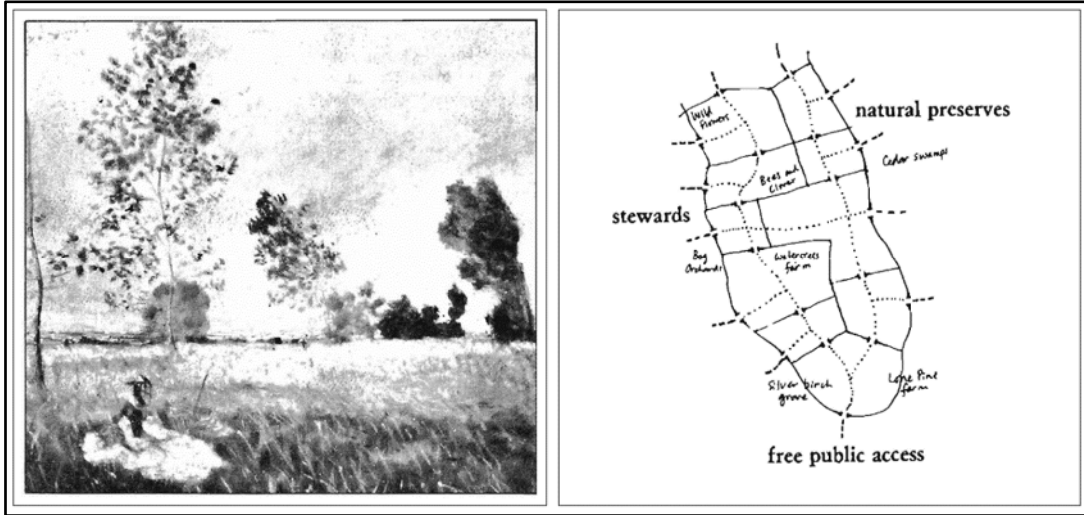 natural preserves
Wild
Flowers
Cedar swamps
Bees and
Clover
stewards
Orchards
Watercress
farm
Silver birch
grove
Lone Pine
farm
free public access